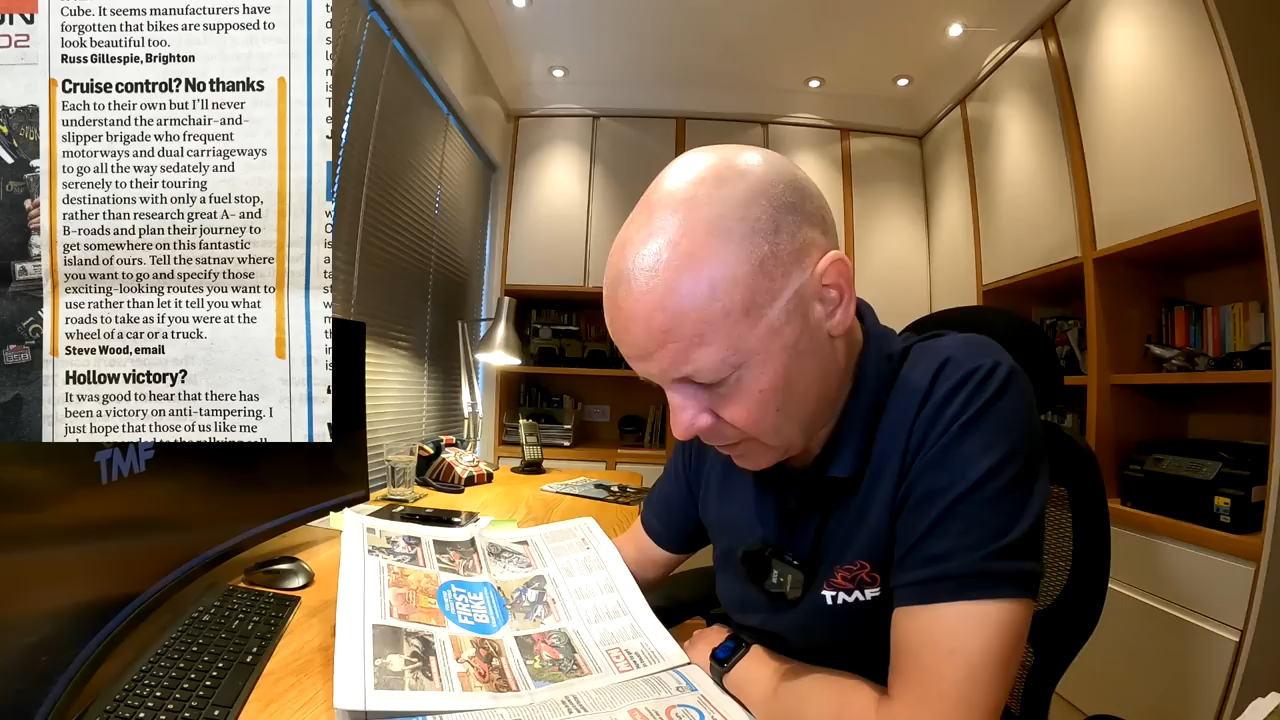 Cube. It seems manufacturers have
forgotten that bikes are supposed to
look beautiful too.
Russ Gillespie, Brighton
Cruise control? No thanks
Each to their own but I'll never
understand the armchair-and-
slipper brigade who frequent
motorways and dual carriageways
to go all the way sedately and
serenely to their touring
destinations with only a fuel stop,
rather than research great A- and
B-roads and plan their journey to
get somewhere on this fantastic
island of ours. Tell the satnav where
you want to go and specify those
exciting-looking routes you want to
use rather than let it tell you what
roads to take as if you were at the
wheel of a car or a truck.
Steve Wood, email
Hollow victory?
It was good to hear that there has
been a victory on anti-tampering. I
just hope that those of us like me
TMF
FIRST
BIKE
MCN
TMF